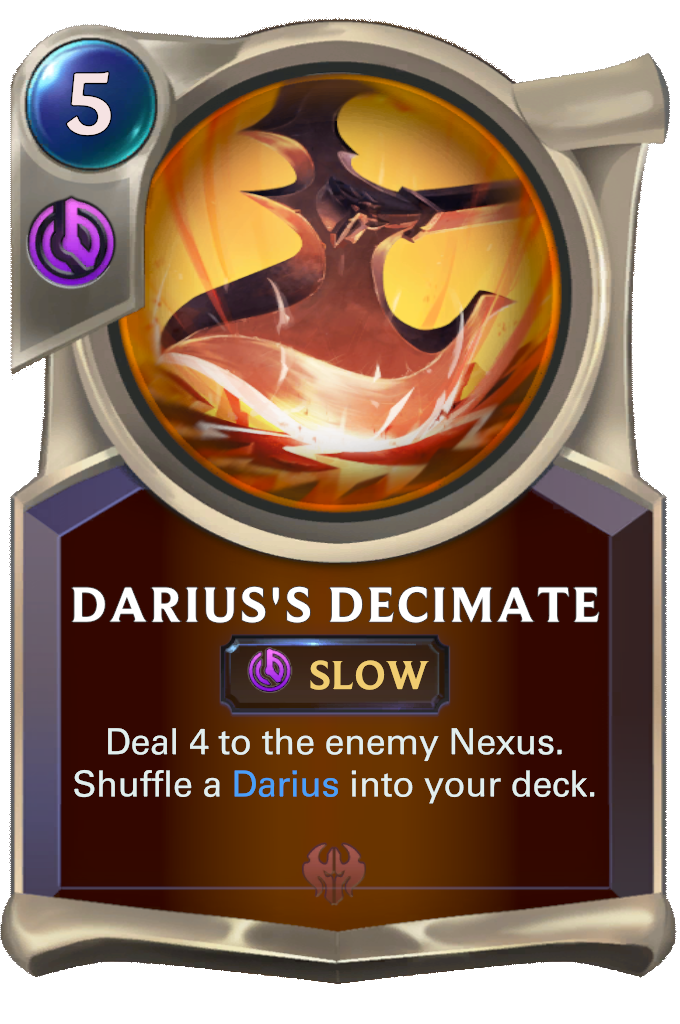 5
DARIUS'S DECIMATE
SLOW
Deal 4 to the enemy Nexus.
Shuffle a Darius into your deck.